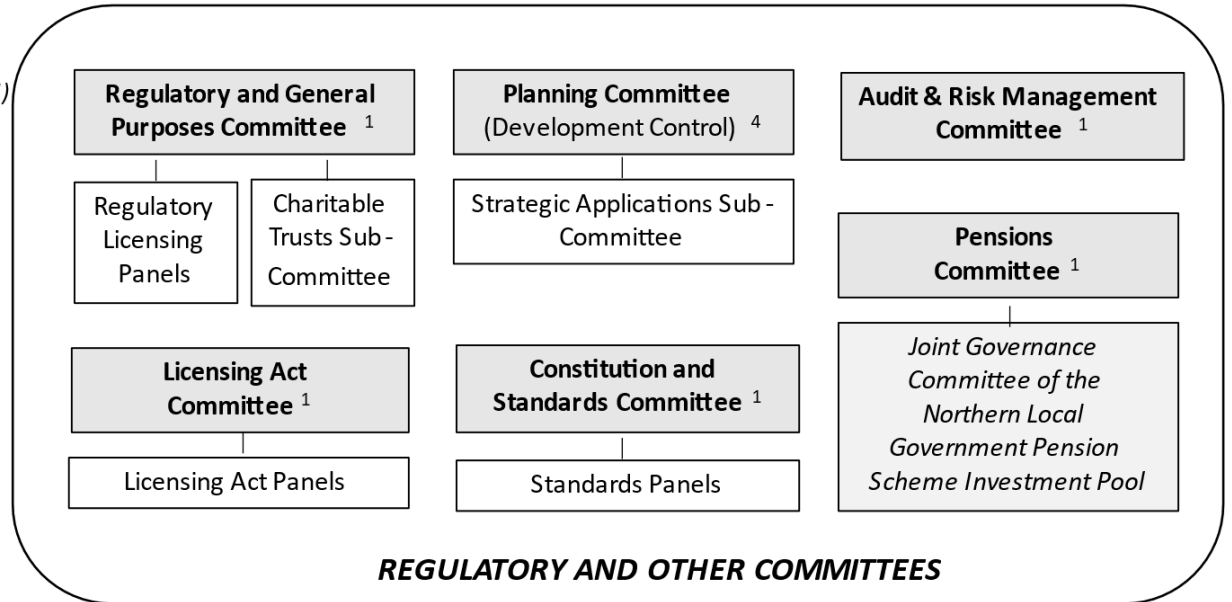 )
Regulatory and General
Purposes Committee 1
Regulatory
Licensing
Panels
Charitable
Trusts Sub-
Committee
Planning Committee
(Development Control) 4
Strategic Applications Sub-
Committee
Audit & Risk Management
Committee 1
Pensions
Committee 1
Joint Governance
Committee of the
Northern Local
Government Pension
Scheme Investment Pool
Licensing Act
Committee 1
Licensing Act Panels
Constitution and
Standards Committee 1
Standards Panels
REGULATORY AND OTHER COMMITTEES